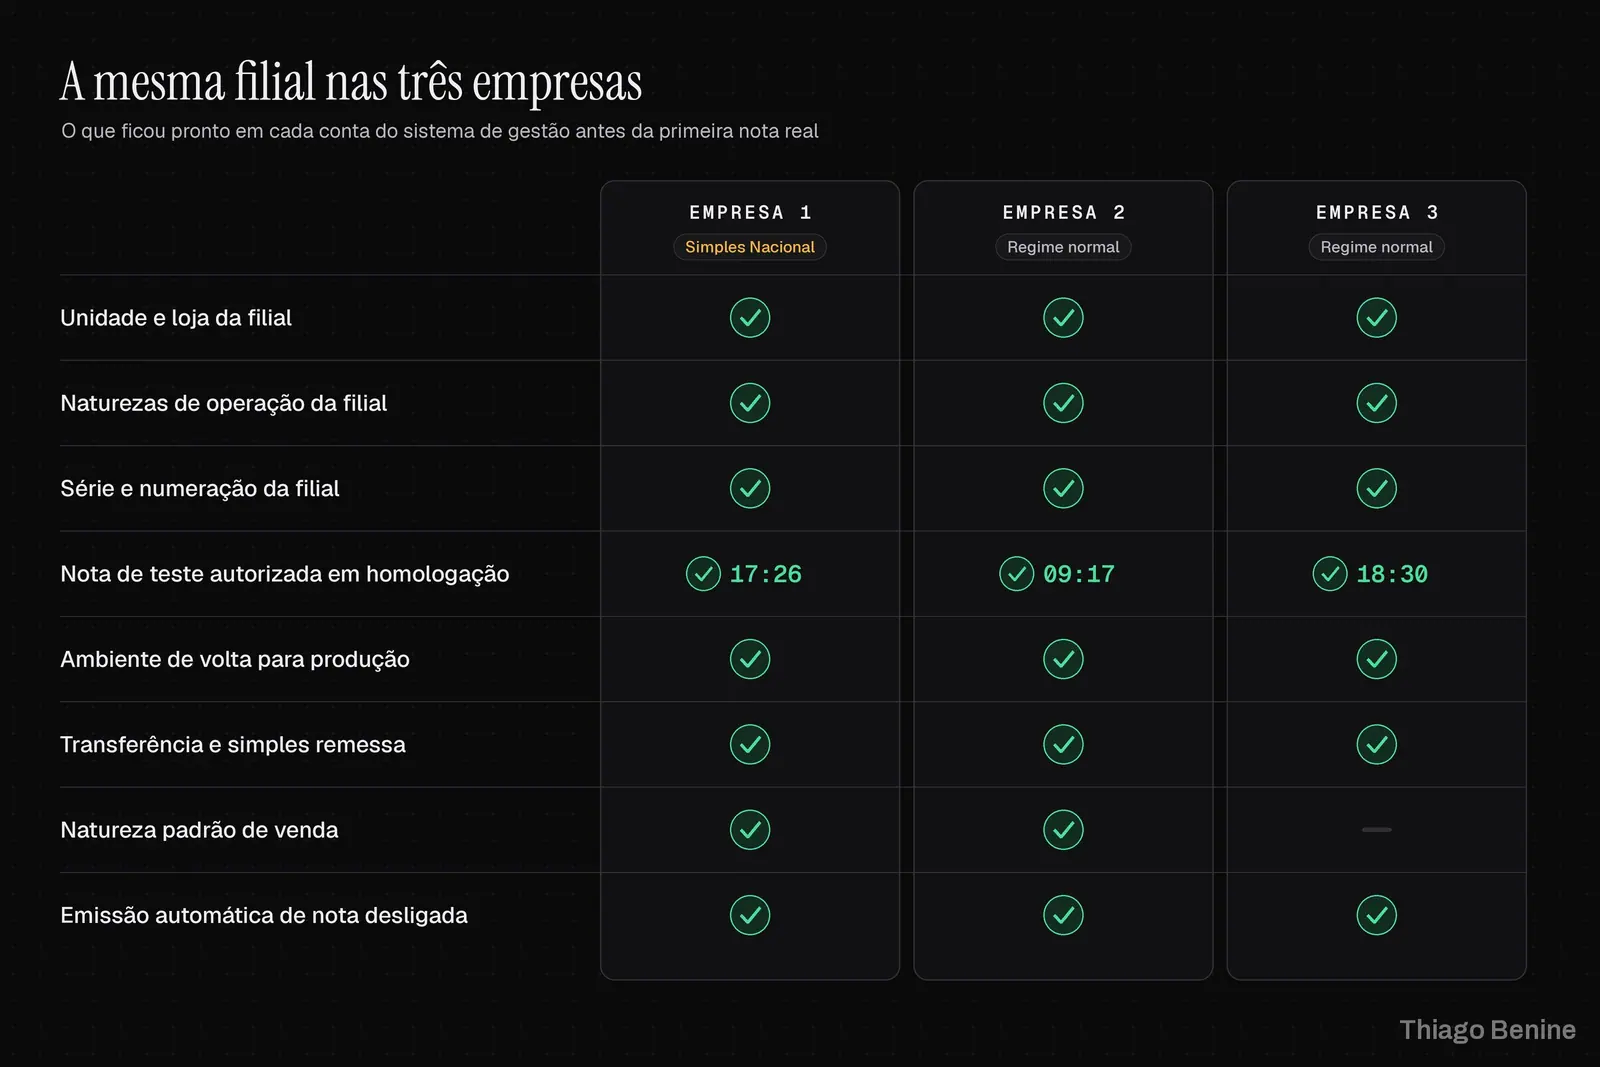 A mesma filial nas três empresas
O que ficou pronto em cada conta do sistema de gestão antes da primeira nota real
EMPRESA 1
EMPRESA 2
EMPRESA 3
Simples Nacional
Regime normal
Regime normal
Unidade e loja da filial
Naturezas de operação da filial
Série e numeração da filial
Nota de teste autorizada em homologação
17:26
09:17
18:30
Ambiente de volta para produção
Transferência e simples remessa
Natureza padrão de venda
Emissão automática de nota desligada
Thiago Benine